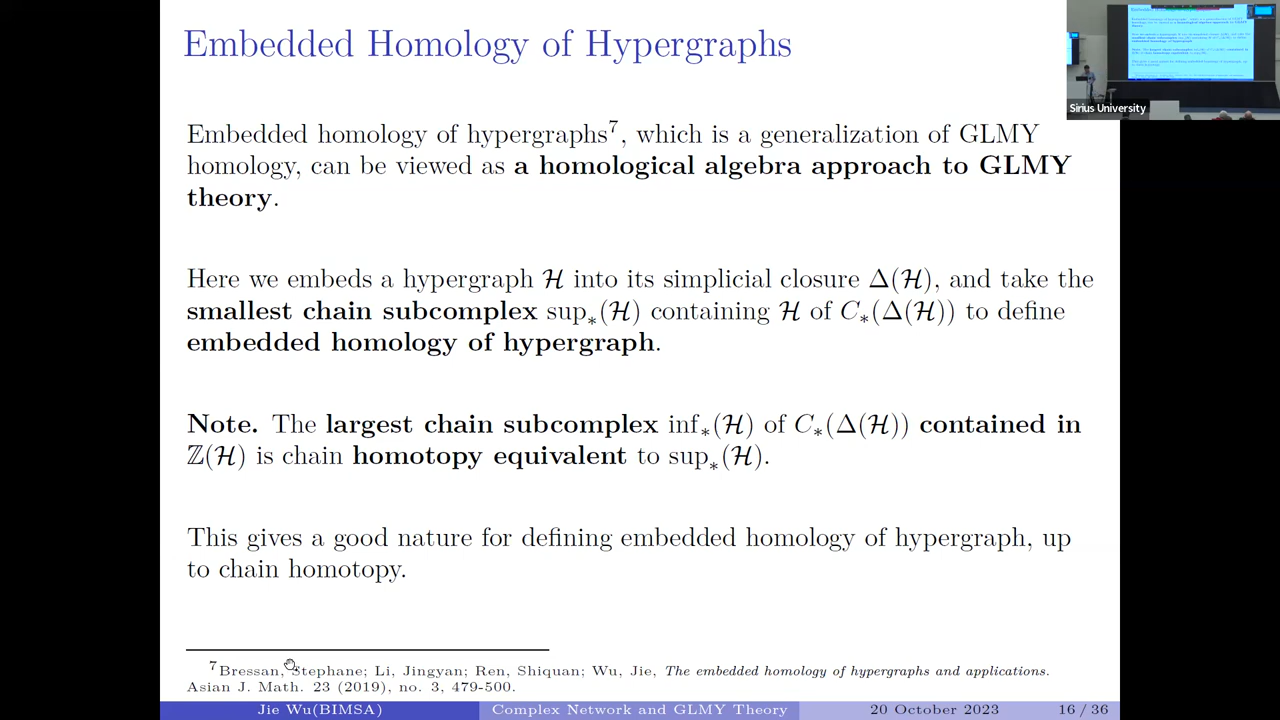 Embedded Homology of Hypergraphs
Embedded homology of hypergraphs⁷, which is a generalization of GLMY
homology, can be viewed as a homological algebra approach to GLMY
theory.
Here we embeds a hypergraph ℋ into its simplicial closure Δ(ℋ), and take the
smallest chain subcomplex sup∗(ℋ) containing ℋ of C∗(Δ(ℋ)) to define
embedded homology of hypergraph.
Note. The largest chain subcomplex inf∗(ℋ) of C∗(Δ(ℋ)) contained in
ℤ(ℋ) is chain homotopy equivalent to sup∗(ℋ).
This gives a good nature for defining embedded homology of hypergraph, up
to chain homotopy.
⁷Bressan, Stephane; Li, Jingyan; Ren, Shiquan; Wu, Jie, The embedded homology of hypergraphs and applications.
Asian J. Math. 23 (2019), no. 3, 479-500.
Jie Wu(BIMSA) Complex Network and GLMY Theory 20 October 2023 16 / 36
Sirius University